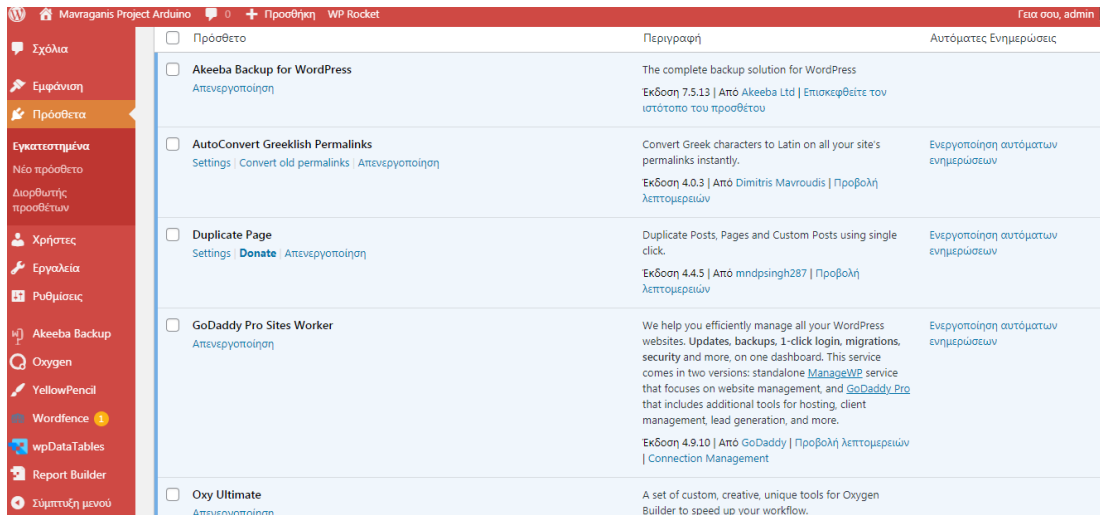 Mavraganis Project Arduino 0 + Προσθήκη WP Rocket Γεια σου, admin
Σχόλια
Εμφάνιση
Πρόσθετα
Εγκατεστημένα
Νέο πρόσθετο
Διορθωτής
προσθέτων
Χρήστες
Εργαλεία
Ρυθμίσεις
Akeeba Backup
Oxygen
YellowPencil
Wordfence 1
wpDataTables
Report Builder
Σύμπτυξη μενού
Πρόσθετο Περιγραφή Αυτόματες Ενημερώσεις
Akeeba Backup for WordPress
Απενεργοποίηση
The complete backup solution for WordPress
Έκδοση 7.5.13 | Από Akeeba Ltd | Επισκεφθείτε τον
ιστότοπο του προσθέτου
AutoConvert Greeklish Permalinks
Settings | Convert old permalinks | Απενεργοποίηση
Convert Greek characters to Latin on all your site's
permalinks instantly.
Έκδοση 4.0.3 | Από Dimitris Mavroudis | Προβολή
λεπτομερειών
Ενεργοποίηση αυτόματων
ενημερώσεων
Duplicate Page
Settings | Donate | Απενεργοποίηση
Duplicate Posts, Pages and Custom Posts using single
click.
Έκδοση 4.4.5 | Από mndpsingh287 | Προβολή
λεπτομερειών
Ενεργοποίηση αυτόματων
ενημερώσεων
GoDaddy Pro Sites Worker
Απενεργοποίηση
We help you efficiently manage all your WordPress
websites. Updates, backups, 1-click login, migrations,
security and more, on one dashboard. This service
comes in two versions: standalone ManageWP service
that focuses on website management, and GoDaddy Pro
that includes additional tools for hosting, client
management, lead generation, and more.
Έκδοση 4.9.10 | Από GoDaddy | Προβολή λεπτομερειών
| Connection Management
Ενεργοποίηση αυτόματων
ενημερώσεων
Oxy Ultimate
Απενεργοποίηση
A set of custom, creative, unique tools for Oxygen
Builder to speed up your workflow.